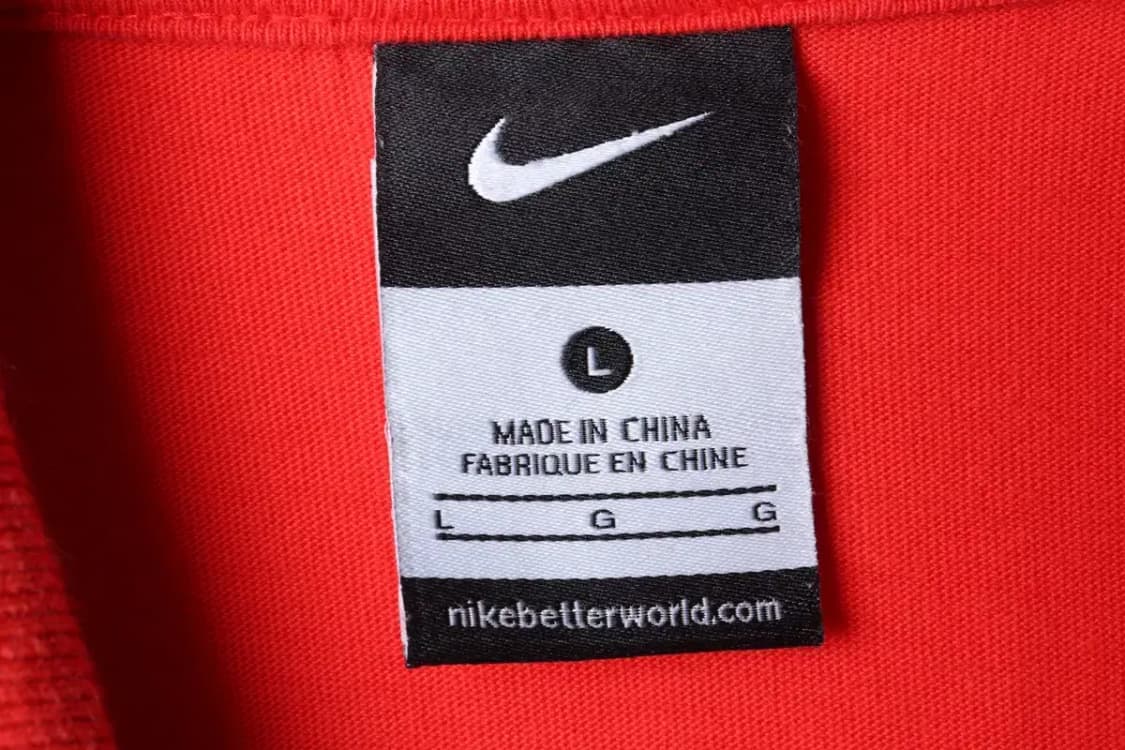 L
MADE IN CHINA
FABRIQUE EN CHINE
L G G
nikebetterworld.com